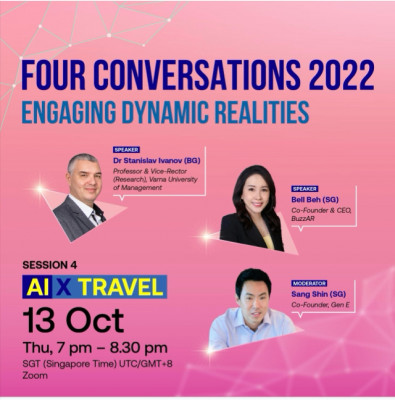 FOUR CONVERSATIONS 2022
ENGAGING DYNAMIC REALITIES
SPEAKER
Dr Stanislav Ivanov (BG)
Professor & Vice-Rector
(Research), Varna University
of Management
SPEAKER
Bell Beh (SG)
Co-Founder & CEO,
BuzzAR
SESSION 4
AI X TRAVEL
13 Oct
Thu, 7 pm – 8.30 pm
SGT (Singapore Time) UTC/GMT+8
Zoom
MODERATOR
Sang Shin (SG)
Co-Founder, Gen E